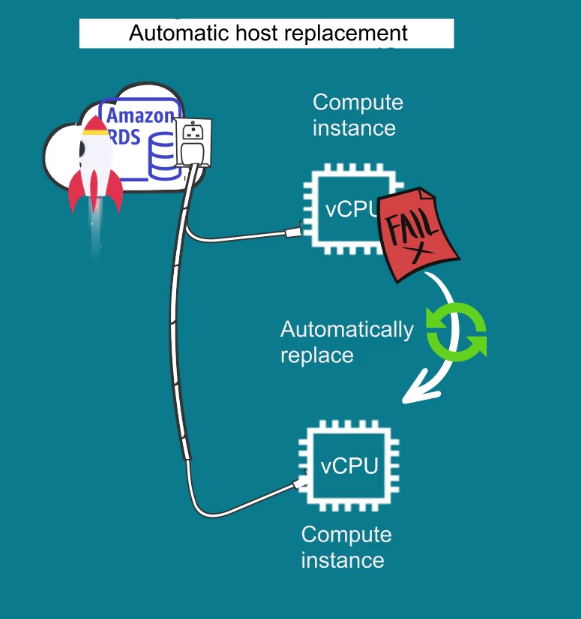 Automatic host replacement
Amazon
RDS
Compute
instance
vCPU
FAIL
X
Automatically
replace
vCPU
Compute
instance